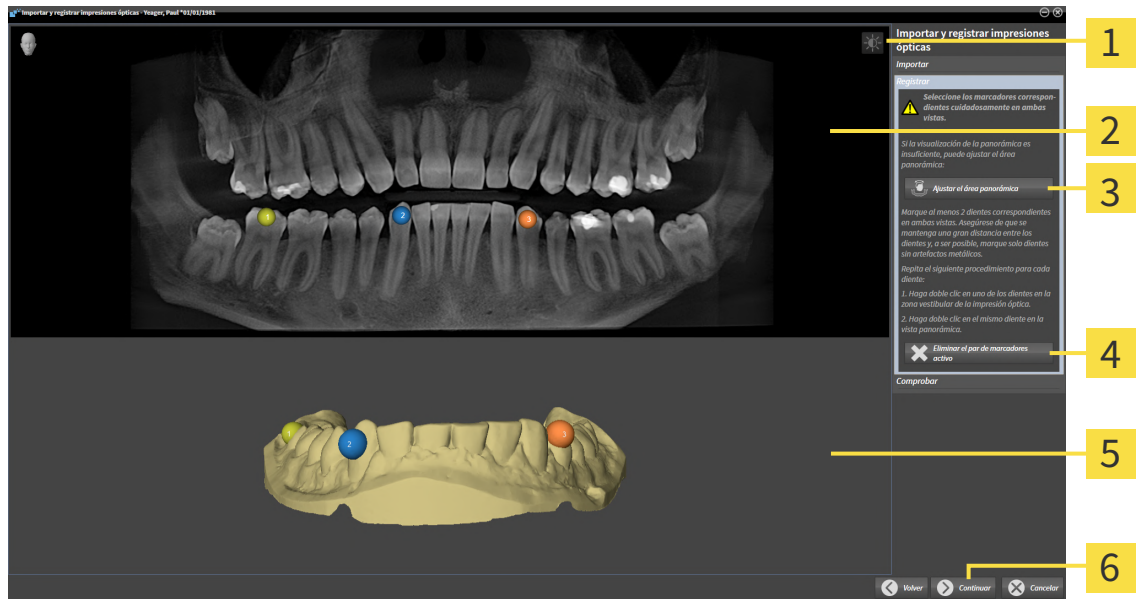 Importar y registrar impresiones ópticas - Yeager, Paul *01/01/1981
Importar y registrar impresiones
ópticas
Importar
Registrar
Seleccione los marcadores correspon-
dientes cuidadosamente en ambas
vistas.
Si la visualización de la panorámica es
insuficiente, puede ajustar el área
panorámica:
Ajustar el área panorámica
Marque al menos 2 dientes correspondientes
en ambas vistas. Asegúrese de que se
mantenga una gran distancia entre los
dientes y, a ser posible, marque solo dientes
sin artefactos metálicos.
Repita el siguiente procedimiento para cada
diente:
1. Haga doble clic en uno de los dientes en la
zona vestibular de la impresión óptica.
2. Haga doble clic en el mismo diente en la
vista panorámica.
Eliminar el par de marcadores
activo
Comprobar
1
2
3
1
2
3
Volver
Continuar
Cancelar
1
2
3
4
5
6